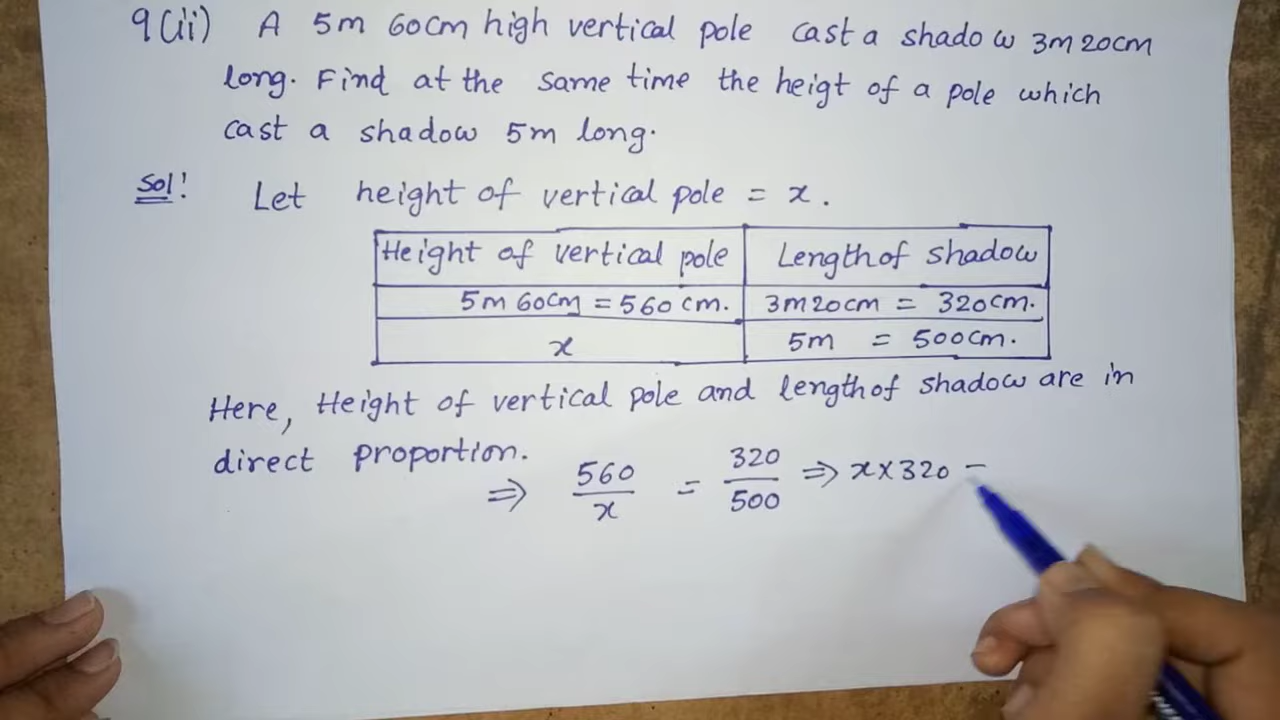 9(ii) A 5m 60cm high vertical pole cast a shadow 3m 20cm
long. Find at the same time the heigt of a pole which
cast a shadow 5m long.
Sol! Let height of vertical pole = x.
Height of vertical pole Length of shadow
5m 60cm = 560 cm. 3m 20cm = 320cm.
x 5m = 500cm.
Here, Height of vertical pole and length of shadow are in
direct proportion.
⇒ 560/x = 320/500 ⇒ x×320 =